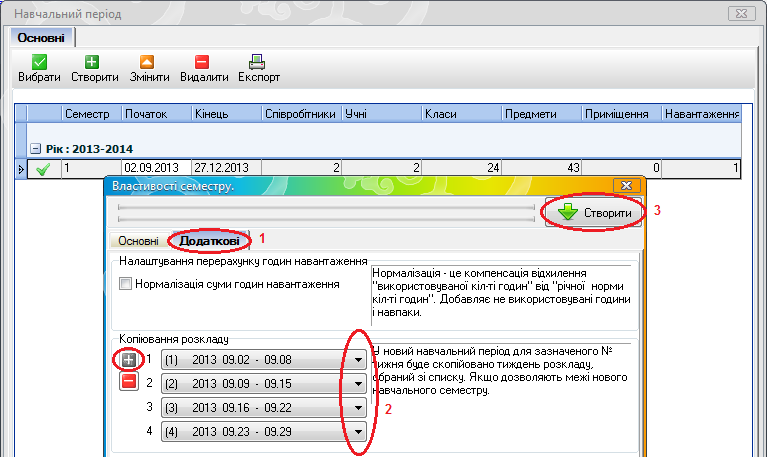 Навчальний період
Основні
Вибрати Створити Змінити Видалити Експорт
Семестр Початок Кінець Співробітники Учні Класи Предмети Приміщення Навантаження
Рік : 2013-2014
1 02.09.2013 27.12.2013 2 2 24 43 0 1
Властивості семестру.
Створити 3
Основні Додаткові 1
Налаштування перерахунку годин навантаження
Нормалізація суми годин навантаження
Нормалізація - це компенсація відхилення
"використовуваної кіл-ті годин" від "річної норми
кіл-ті годин". Добавляє не використовувані години
і навпаки.
Копіювання розкладу
1 (1) 2013 09.02 - 09.08
2 (2) 2013 09.09 - 09.15
3 (3) 2013 09.16 - 09.22
4 (4) 2013 09.23 - 09.29
2
У новий навчальний період для зазначеного №
тижня буде скопійовано тиждень розкладу,
обраний зі списку. Якщо дозволяють межі нового
навчального семестру.